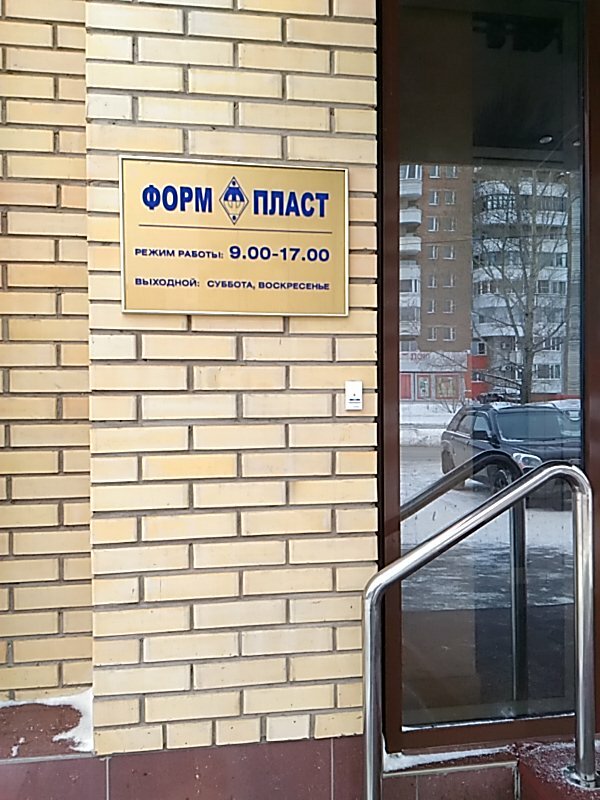 ФОРМ ПЛАСТ
РЕЖИМ РАБОТЫ: 9.00-17.00
ВЫХОДНОЙ: СУББОТА, ВОСКРЕСЕНЬЕ